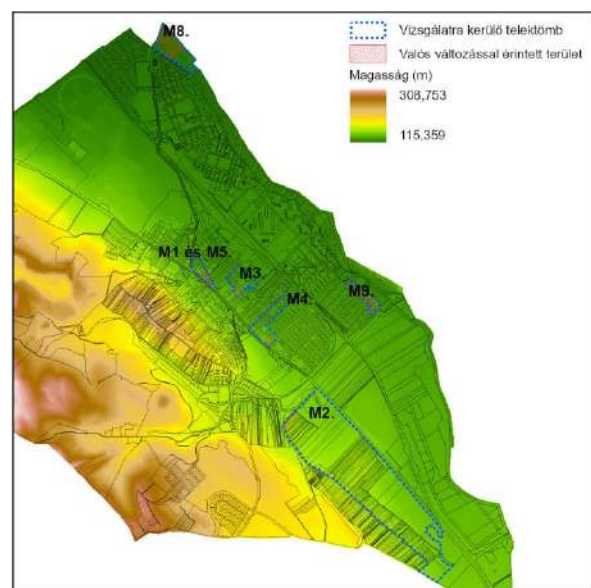 M8.
Vizsgálatra kerülő telektömb
Valós változással érintett terület
Magasság (m)
308,753
115,359
M1 és M5.
M3.
M4.
M9.
M2.